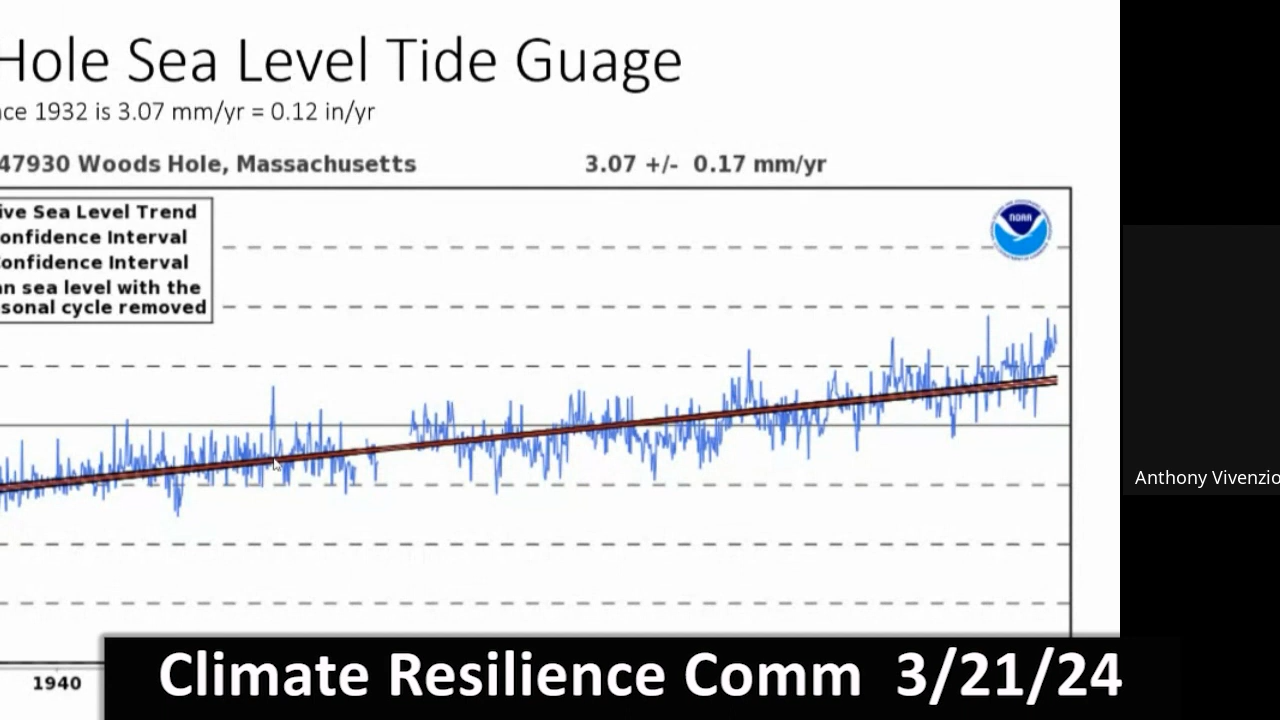 Hole Sea Level Tide Guage
nce 1932 is 3.07 mm/yr = 0.12 in/yr
47930 Woods Hole, Massachusetts 3.07 +/- 0.17 mm/yr
ive Sea Level Trend
onfidence Interval
Confidence Interval
an sea level with the
sonal cycle removed
NOAA
1940
Climate Resilience Comm 3/21/24
Anthony Vivenzio